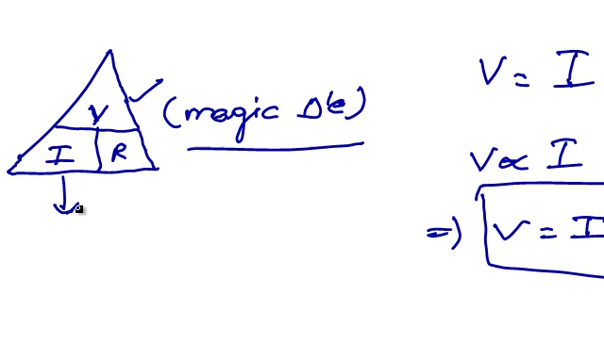 V
I R
(magic Δle)
V = I
V ∝ I
⇒ V = I